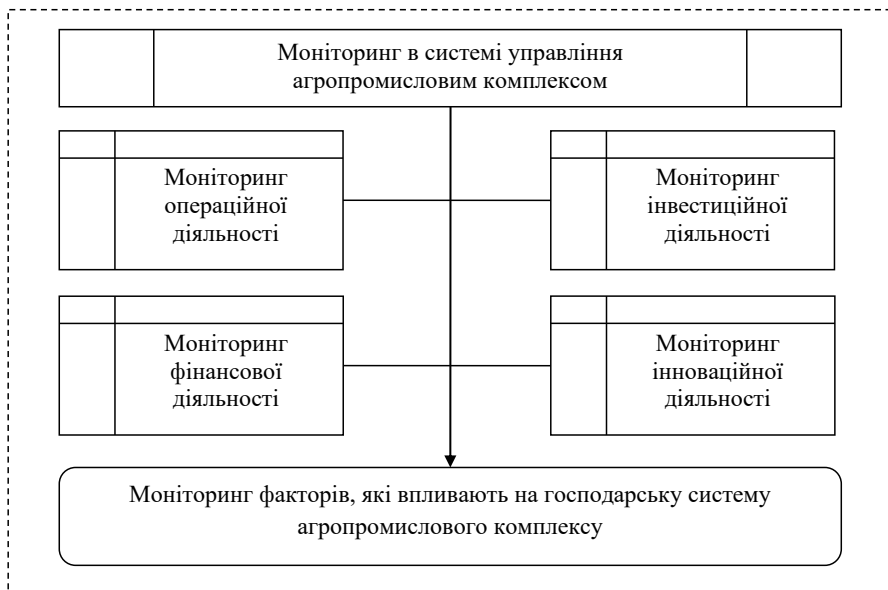 Моніторинг в системі управління
агропромисловим комплексом
Моніторинг
операційної
діяльності
Моніторинг
інвестиційної
діяльності
Моніторинг
фінансової
діяльності
Моніторинг
інноваційної
діяльності
Моніторинг факторів, які впливають на господарську систему
агропромислового комплексу